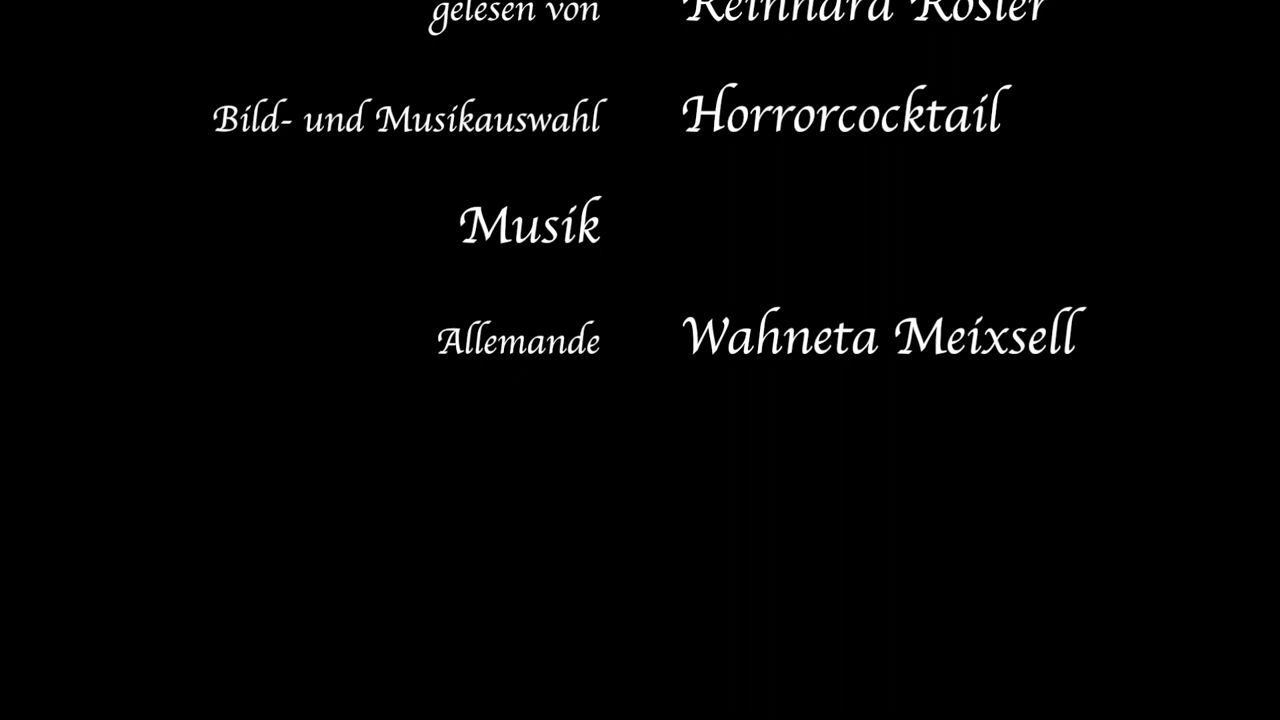 gelesen von Reinhard Rösler
Bild- und Musikauswahl Horrorcocktail
Musik
Allemande Wahneta Meixsell